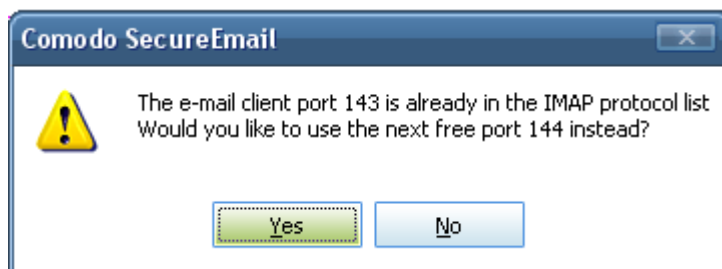 Comodo SecureEmail
The e-mail client port 143 is already in the IMAP protocol list
Would you like to use the next free port 144 instead?
Yes
No